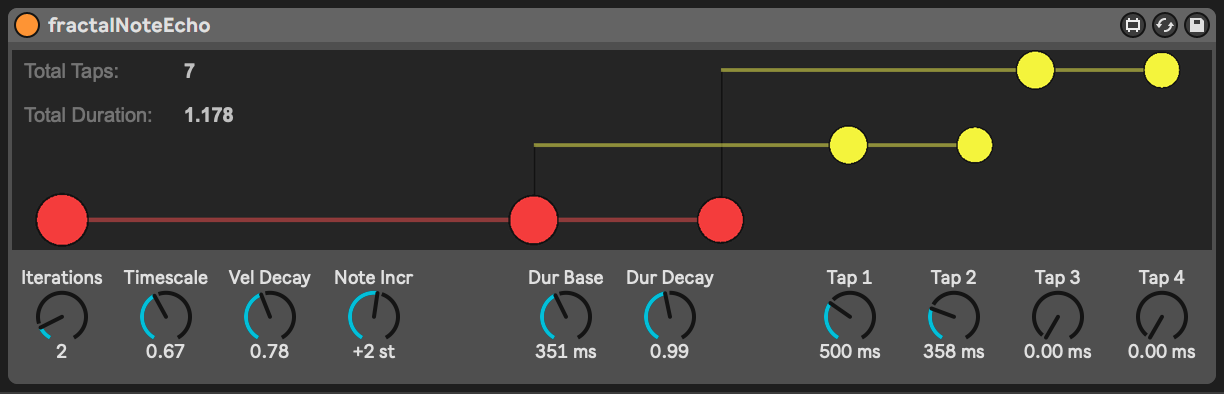 fractalNoteEcho
Total Taps: 7
Total Duration: 1.178
Iterations Timescale Vel Decay Note Incr Dur Base Dur Decay Tap 1 Tap 2 Tap 3 Tap 4
2 0.67 0.78 +2 st 351 ms 0.99 500 ms 358 ms 0.00 ms 0.00 ms